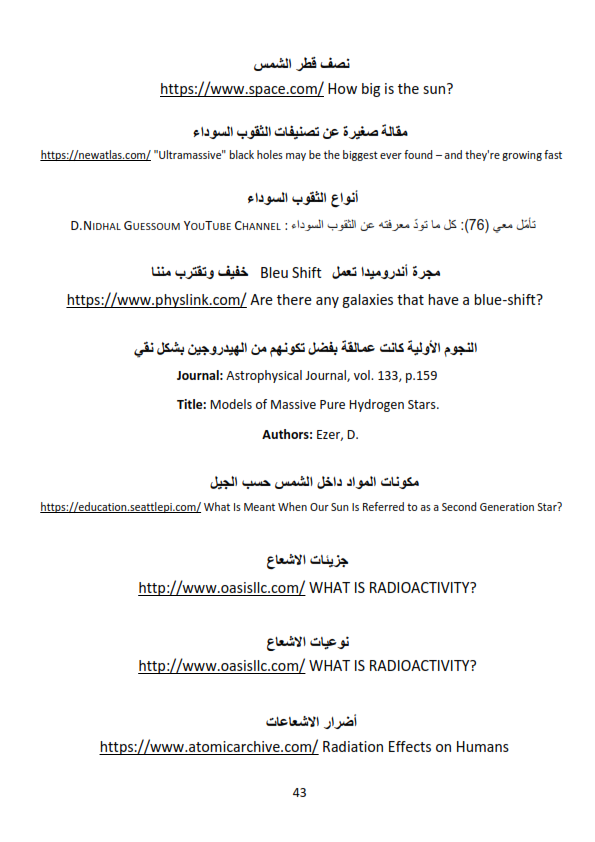 نصف قطر الشمس
https://www.space.com/ How big is the sun?
مقالة صغيرة عن تصنيفات الثقوب السوداء
https://newatlas.com/ "Ultramassive" black holes may be the biggest ever found – and they're growing fast
أنواع الثقوب السوداء
تأمّل معي (76): كل ما تودّ معرفته عن الثقوب السوداء : D.NIDHAL GUESSOUM YOUTUBE CHANNEL
مجرة أندروميدا تعمل Bleu Shift خفيف وتقترب مننا
https://www.physlink.com/ Are there any galaxies that have a blue-shift?
النجوم الأولية كانت عمالقة بفضل تكونهم من الهيدروجين بشكل نقي
Journal: Astrophysical Journal, vol. 133, p.159
Title: Models of Massive Pure Hydrogen Stars.
Authors: Ezer, D.
مكونات المواد داخل الشمس حسب الجيل
https://education.seattlepi.com/ What Is Meant When Our Sun Is Referred to as a Second Generation Star?
جزيئات الاشعاع
http://www.oasisllc.com/ WHAT IS RADIOACTIVITY?
نوعيات الاشعاع
http://www.oasisllc.com/ WHAT IS RADIOACTIVITY?
أضرار الاشعاعات
https://www.atomicarchive.com/ Radiation Effects on Humans
43